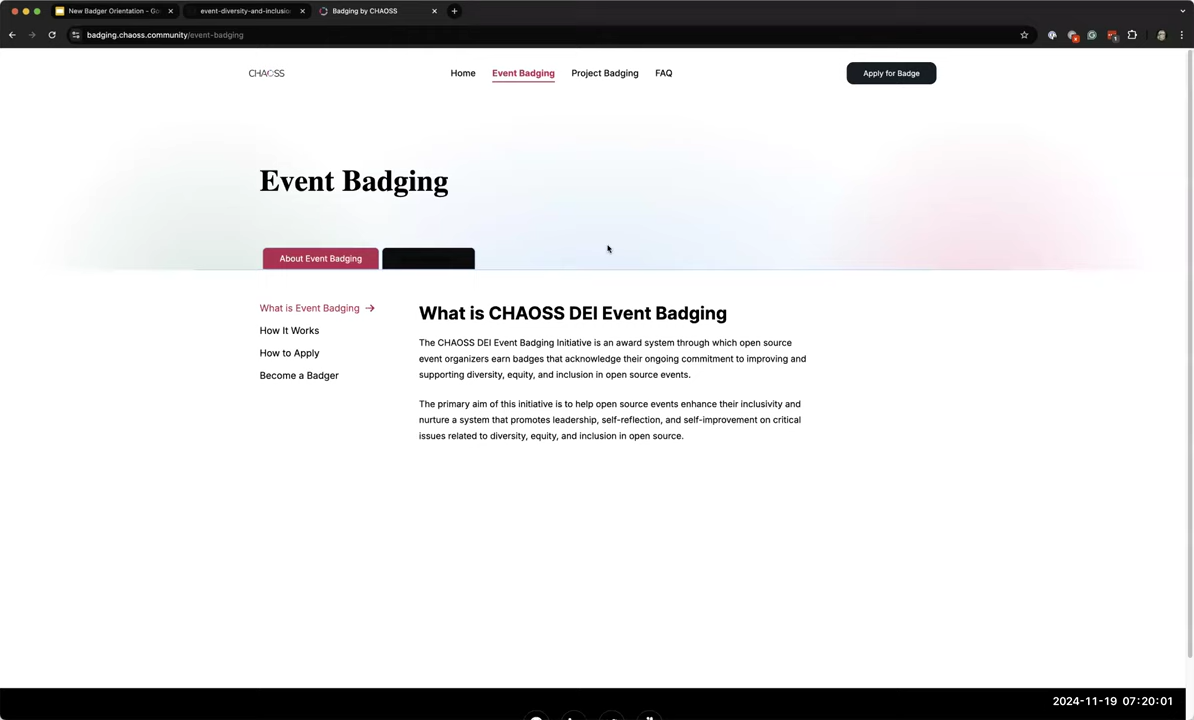 New Badger Orientation - Go
event-diversity-and-inclusio
Badging by CHAOSS
badging.chaoss.community/event-badging
CHAOSS
Home
Event Badging
Project Badging
FAQ
Apply for Badge
Event Badging
About Event Badging
What is Event Badging →
How It Works
How to Apply
Become a Badger
What is CHAOSS DEI Event Badging
The CHAOSS DEI Event Badging Initiative is an award system through which open source
event organizers earn badges that acknowledge their ongoing commitment to improving and
supporting diversity, equity, and inclusion in open source events.
The primary aim of this initiative is to help open source events enhance their inclusivity and
nurture a system that promotes leadership, self-reflection, and self-improvement on critical
issues related to diversity, equity, and inclusion in open source.
2024-11-19 07:20:01